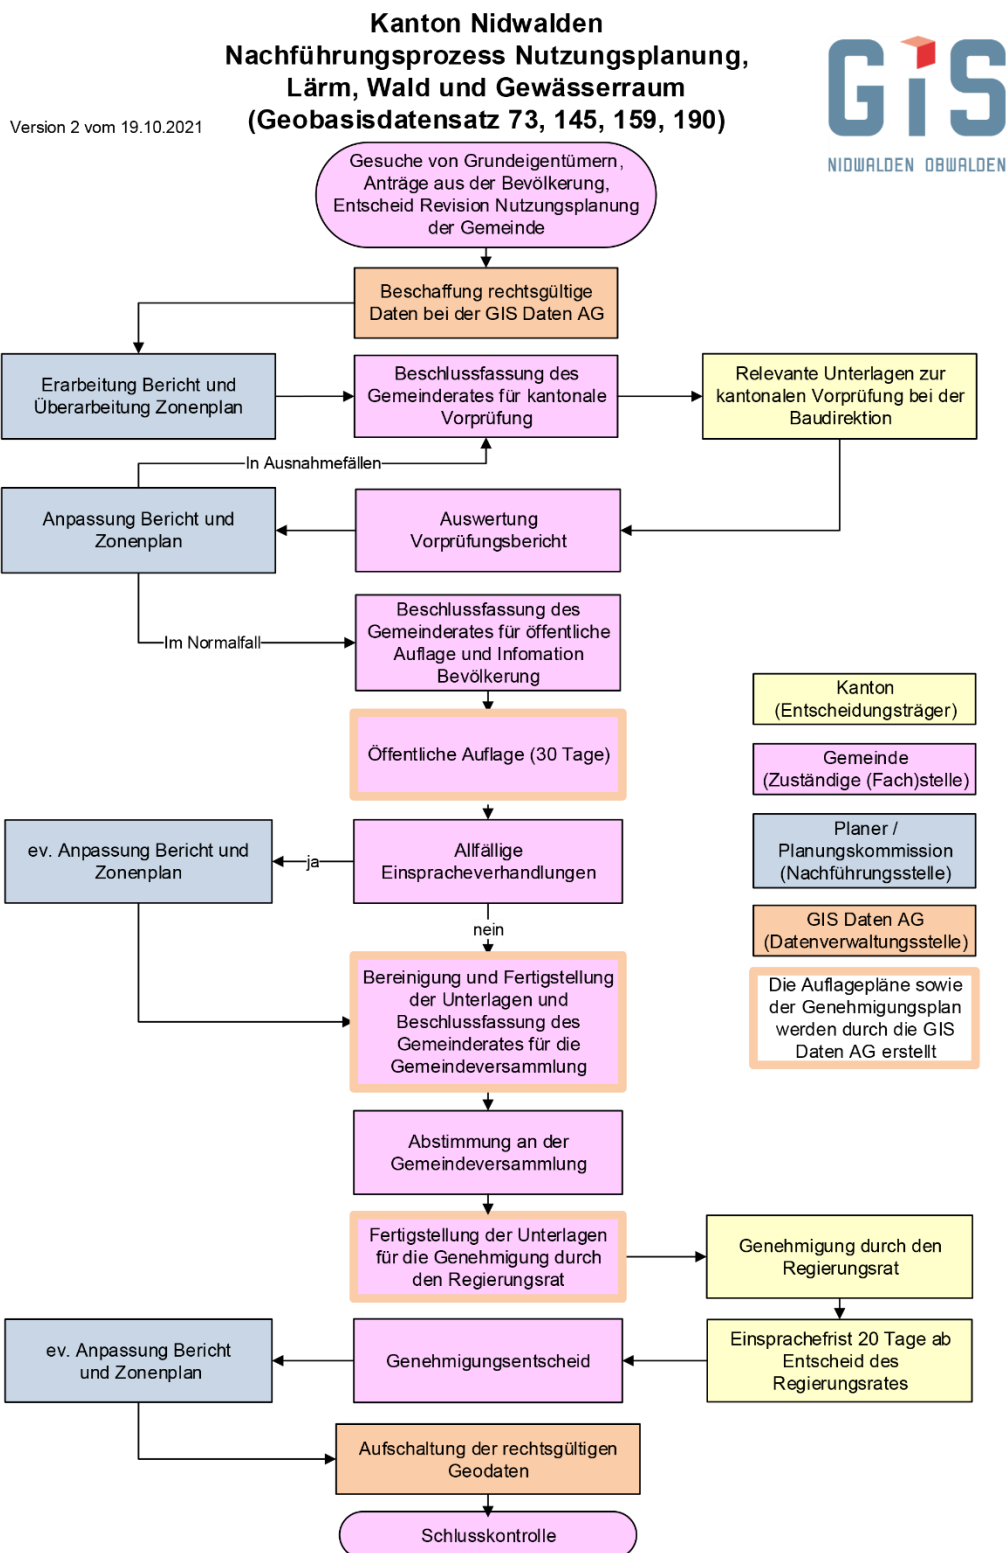 Kanton Nidwalden
Nachführungsprozess Nutzungsplanung,
Lärm, Wald und Gewässerraum
(Geobasisdatensatz 73, 145, 159, 190)
Version 2 vom 19.10.2021
GIS
NIDWALDEN OBWALDEN
Gesuche von Grundeigentümern,
Anträge aus der Bevölkerung,
Entscheid Revision Nutzungsplanung
der Gemeinde
Beschaffung rechtsgültige
Daten bei der GIS Daten AG
Erarbeitung Bericht und
Überarbeitung Zonenplan
Beschlussfassung des
Gemeinderates für kantonale
Vorprüfung
Relevante Unterlagen zur
kantonalen Vorprüfung bei der
Baudirektion
In Ausnahmefällen
Anpassung Bericht und
Zonenplan
Auswertung
Vorprüfungsbericht
Im Normalfall
Beschlussfassung des
Gemeinderates für öffentliche
Auflage und Infomation
Bevölkerung
Öffentliche Auflage (30 Tage)
ev. Anpassung Bericht und
Zonenplan
ja
Allfällige
Einspracheverhandlungen
nein
Bereinigung und Fertigstellung
der Unterlagen und
Beschlussfassung des
Gemeinderates für die
Gemeindeversammlung
Abstimmung an der
Gemeindeversammlung
Fertigstellung der Unterlagen
für die Genehmigung durch
den Regierungsrat
Genehmigung durch den
Regierungsrat
Einsprachefrist 20 Tage ab
Entscheid des
Regierungsrates
Genehmigungsentscheid
ev. Anpassung Bericht
und Zonenplan
Aufschaltung der rechtsgültigen
Geodaten
Schlusskontrolle
Kanton
(Entscheidungsträger)
Gemeinde
(Zuständige (Fach)stelle)
Planer /
Planungskommission
(Nachführungsstelle)
GIS Daten AG
(Datenverwaltungsstelle)
Die Auflagepläne sowie
der Genehmigungsplan
werden durch die GIS
Daten AG erstellt